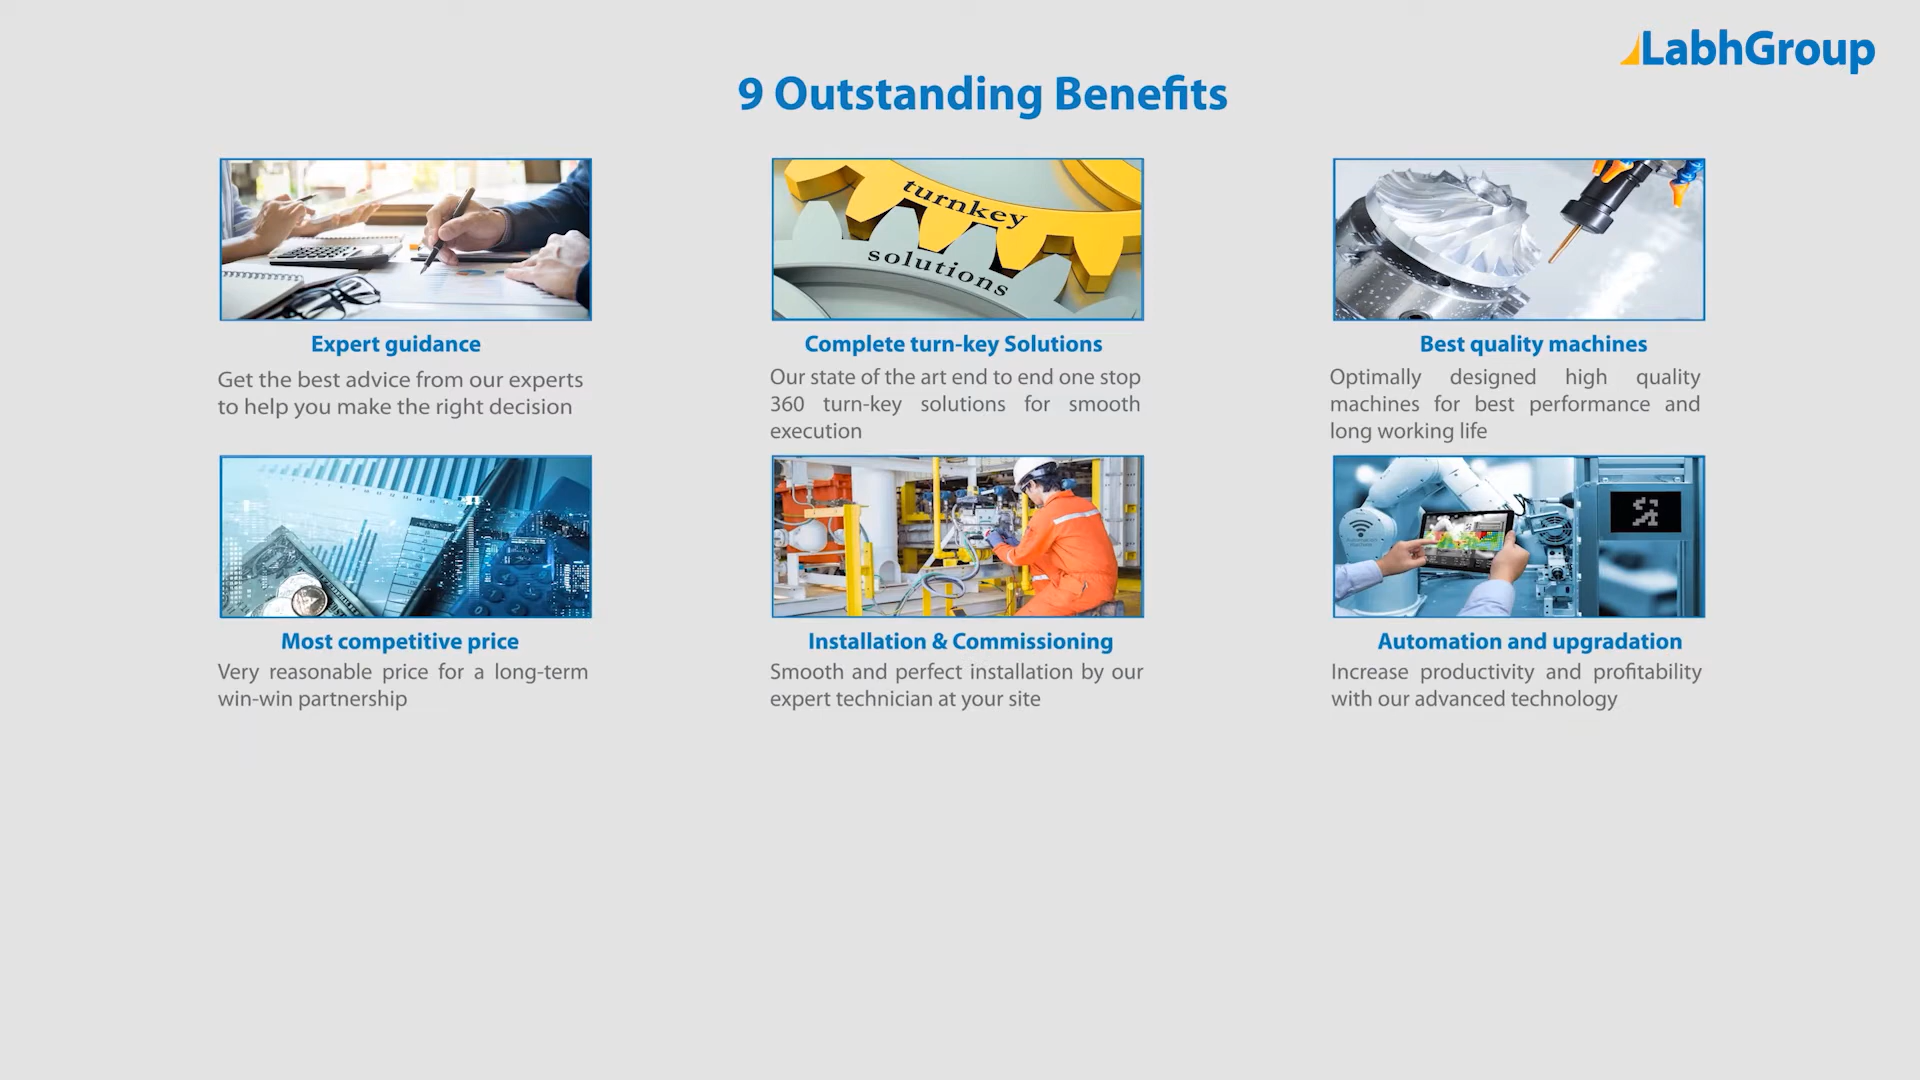 LabhGroup
9 Outstanding Benefits
turnkey
solutions
Expert guidance
Get the best advice from our experts
to help you make the right decision
Complete turn-key Solutions
Our state of the art end to end one stop
360 turn-key solutions for smooth
execution
Best quality machines
Optimally designed high quality
machines for best performance and
long working life
Most competitive price
Very reasonable price for a long-term
win-win partnership
Installation & Commissioning
Smooth and perfect installation by our
expert technician at your site
Automation and upgradation
Increase productivity and profitability
with our advanced technology